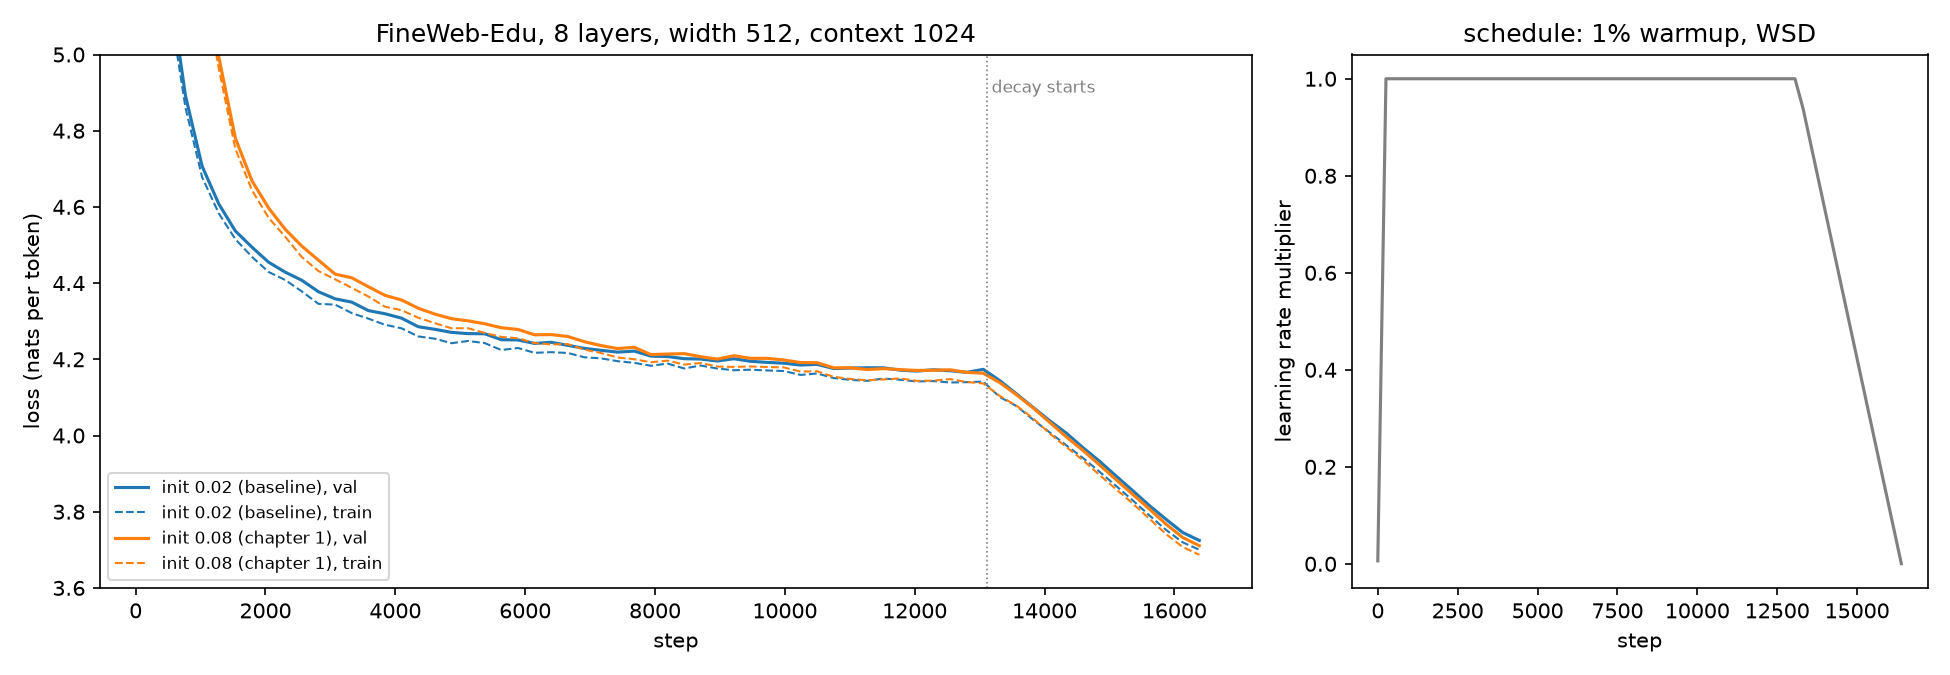 FineWeb-Edu, 8 layers, width 512, context 1024
5.0
4.8
4.6
4.4
4.2
4.0
3.8
3.6
loss (nats per token)
decay starts
init 0.02 (baseline), val
init 0.02 (baseline), train
init 0.08 (chapter 1), val
init 0.08 (chapter 1), train
0 2000 4000 6000 8000 10000 12000 14000 16000
step
schedule: 1% warmup, WSD
1.0
0.8
0.6
0.4
0.2
0.0
learning rate multiplier
0 2500 5000 7500 10000 12500 15000
step